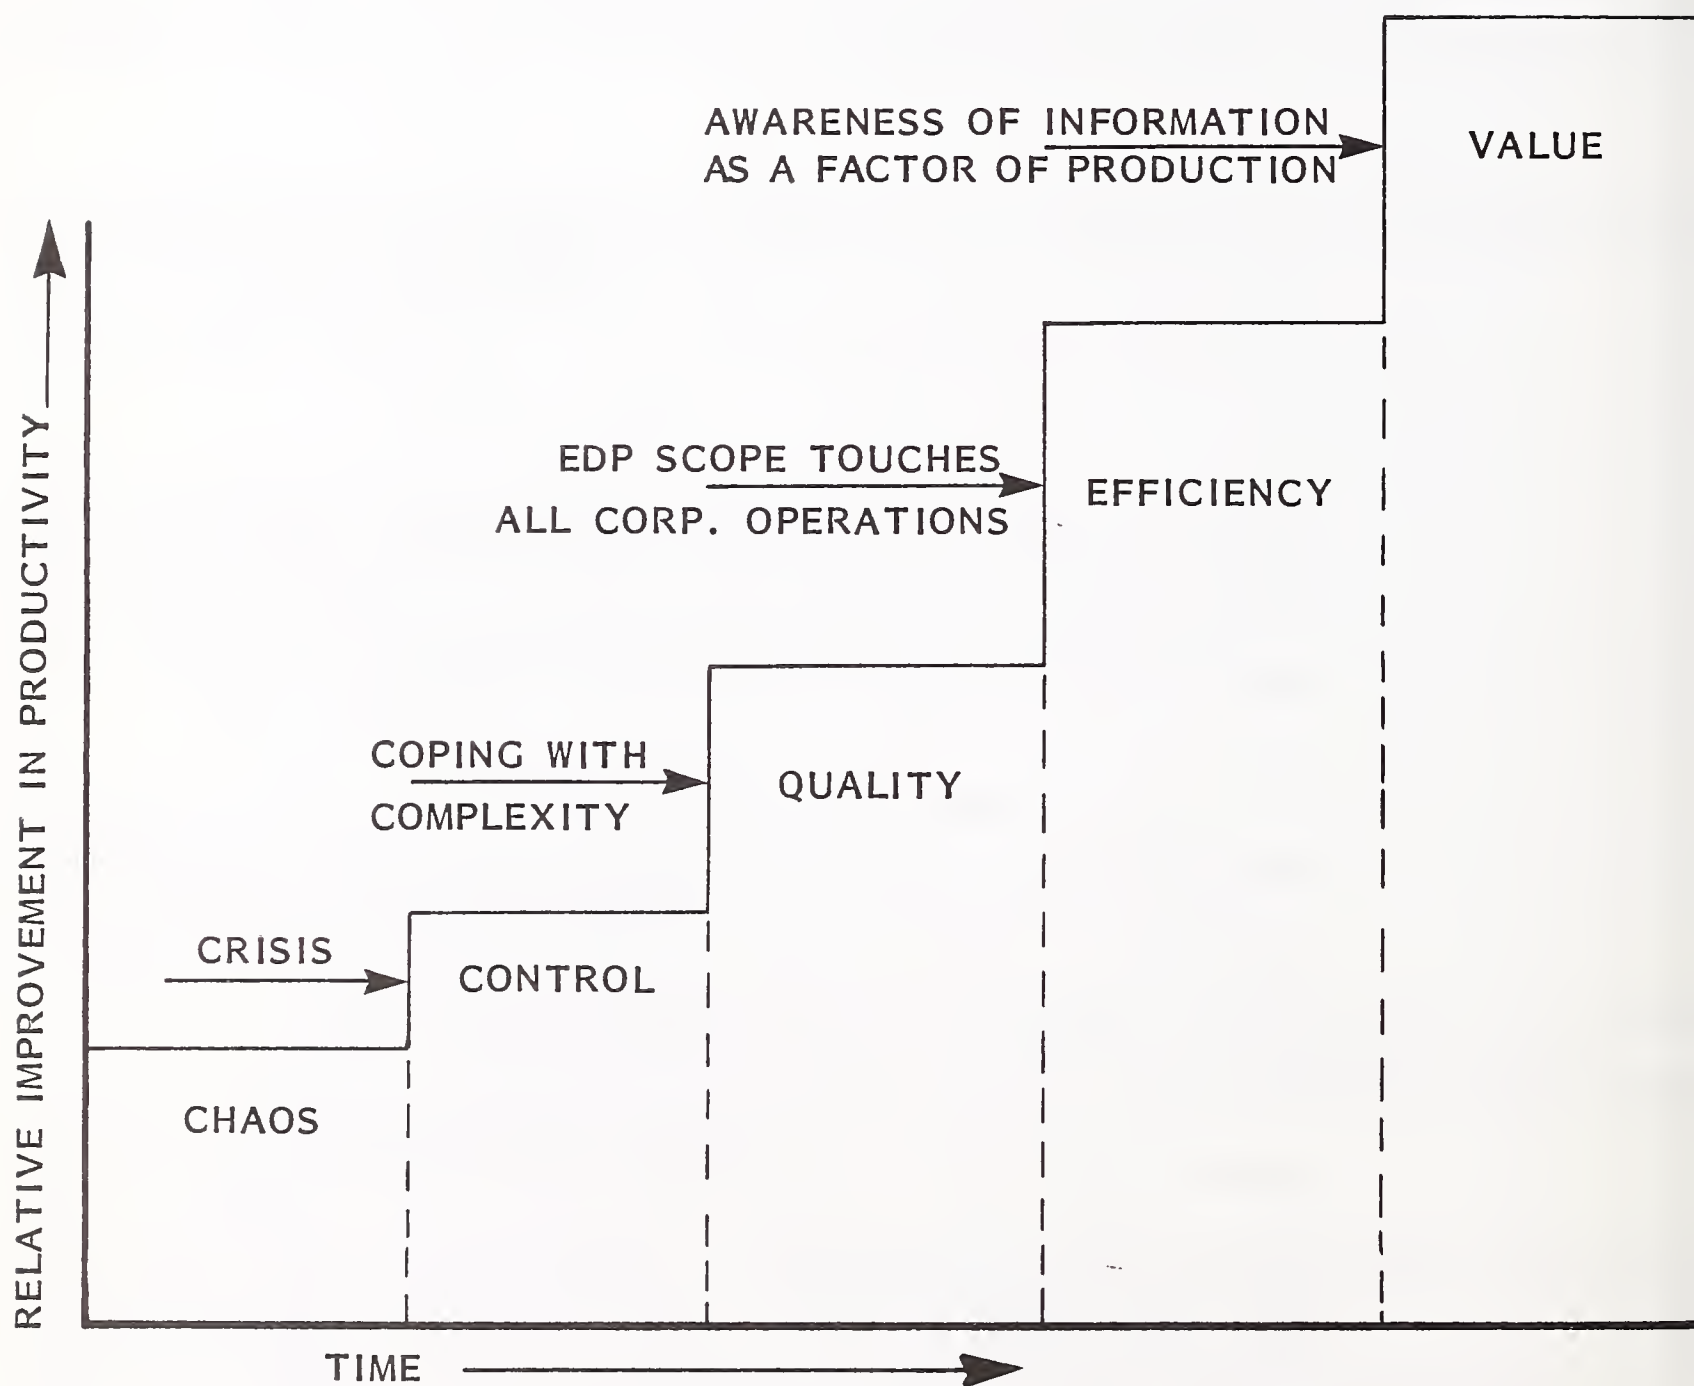 AWARENESS OF INFORMATION
AS A FACTOR OF PRODUCTION
VALUE
EDP SCOPE TOUCHES
ALL CORP. OPERATIONS
EFFICIENCY
COPING WITH
COMPLEXITY
QUALITY
CRISIS
CONTROL
CHAOS
RELATIVE IMPROVEMENT IN PRODUCTIVITY
TIME